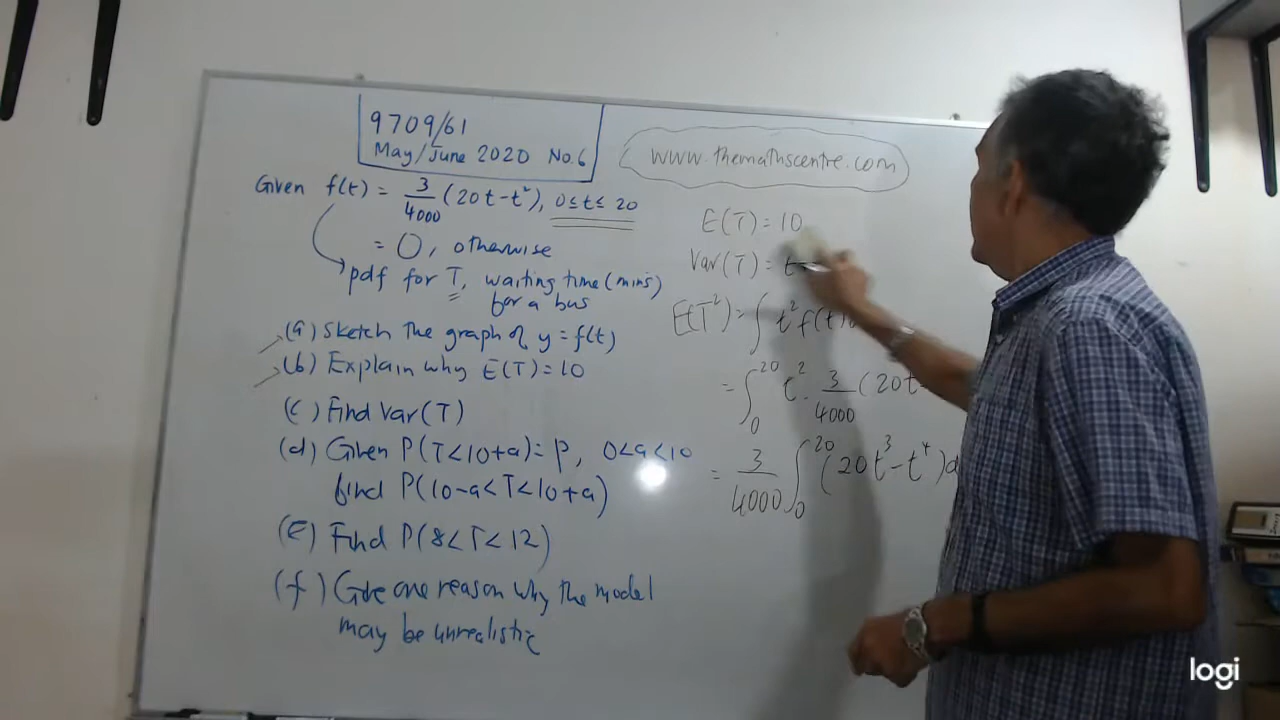 9709/61
May/June 2020 No.6
www.themathscentre.com
Given f(t) = 3/4000 (20t-t²), 0≤t≤20
= 0, otherwise
pdf for T, waiting time (mins)
for a bus
(a) Sketch the graph of y=f(t)
(b) Explain why E(T)=10
(c) Find Var(T)
(d) Given P(T<10+a)=p, 0<a<10
find P(10-a<T<10+a)
(e) Find P(8<T<12)
(f) Give one reason why the model
may be unrealistic
E(T)=10
Var(T)=
E(T²)=∫t²f(t)
=∫₀²⁰ t². 3/4000 (20t
= 3/4000 ∫₀²⁰ (20t³-t⁴)d
logi